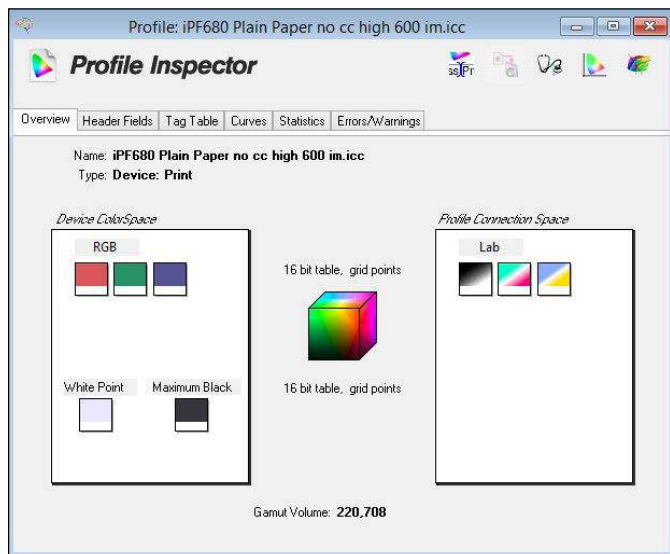 Profile: iPF680 Plain Paper no cc high 600 im.icc
Profile Inspector
ss Pr
Overview Header Fields Tag Table Curves Statistics Errors/Warnings
Name: iPF680 Plain Paper no cc high 600 im.icc
Type: Device: Print
Device ColorSpace Profile Connection Space
RGB Lab
16 bit table, grid points
White Point Maximum Black 16 bit table, grid points
Gamut Volume: 220,708